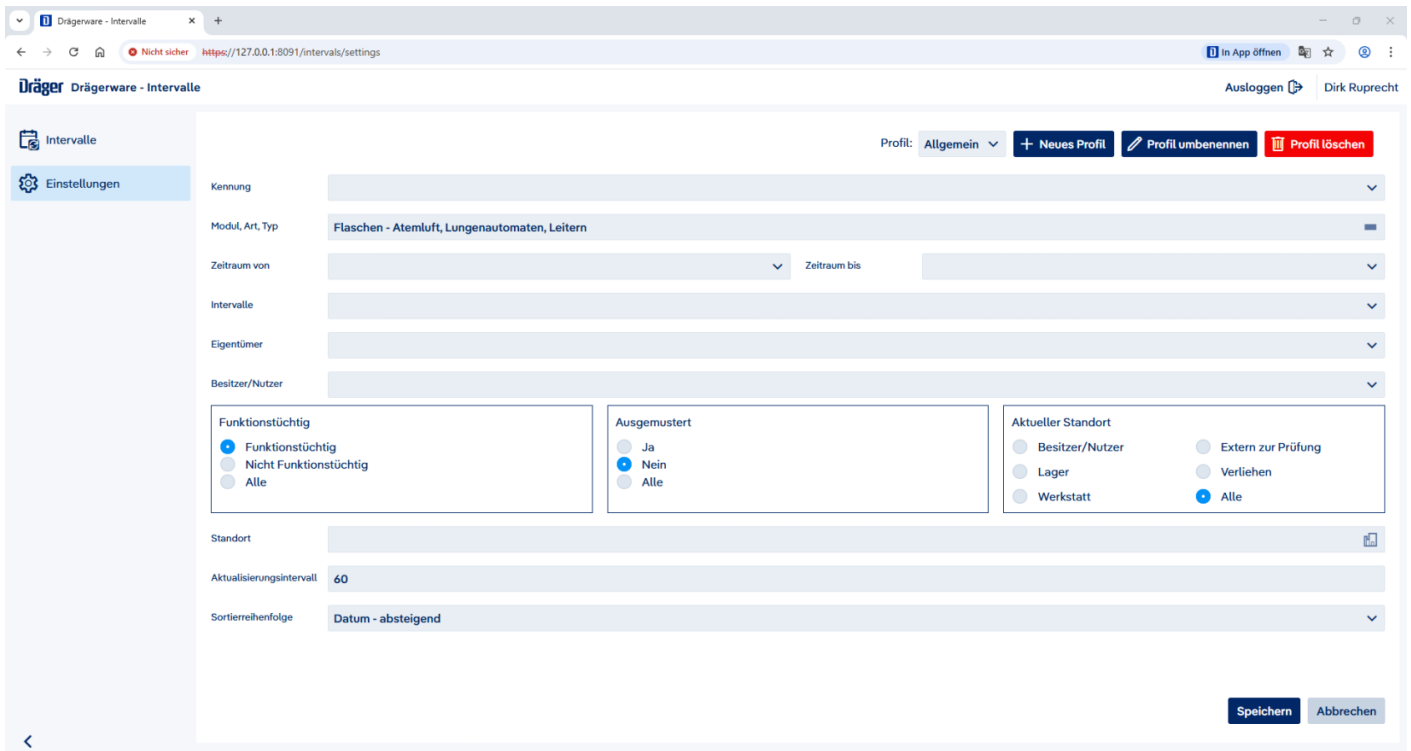 Drägerware - Intervalle
Nicht sicher https://127.0.0.1:8091/intervals/settings In App öffnen
Dräger Drägerware - Intervalle Ausloggen Dirk Ruprecht
Intervalle
Einstellungen
Profil: Allgemein + Neues Profil Profil umbenennen Profil löschen
Kennung
Modul, Art, Typ Flaschen - Atemluft, Lungenautomaten, Leitern
Zeitraum von Zeitraum bis
Intervalle
Eigentümer
Besitzer/Nutzer
Funktionstüchtig
Funktionstüchtig
Nicht Funktionstüchtig
Alle
Ausgemustert
Ja
Nein
Alle
Aktueller Standort
Besitzer/Nutzer Extern zur Prüfung
Lager Verliehen
Werkstatt Alle
Standort
Aktualisierungsintervall 60
Sortierreihenfolge Datum - absteigend
Speichern Abbrechen